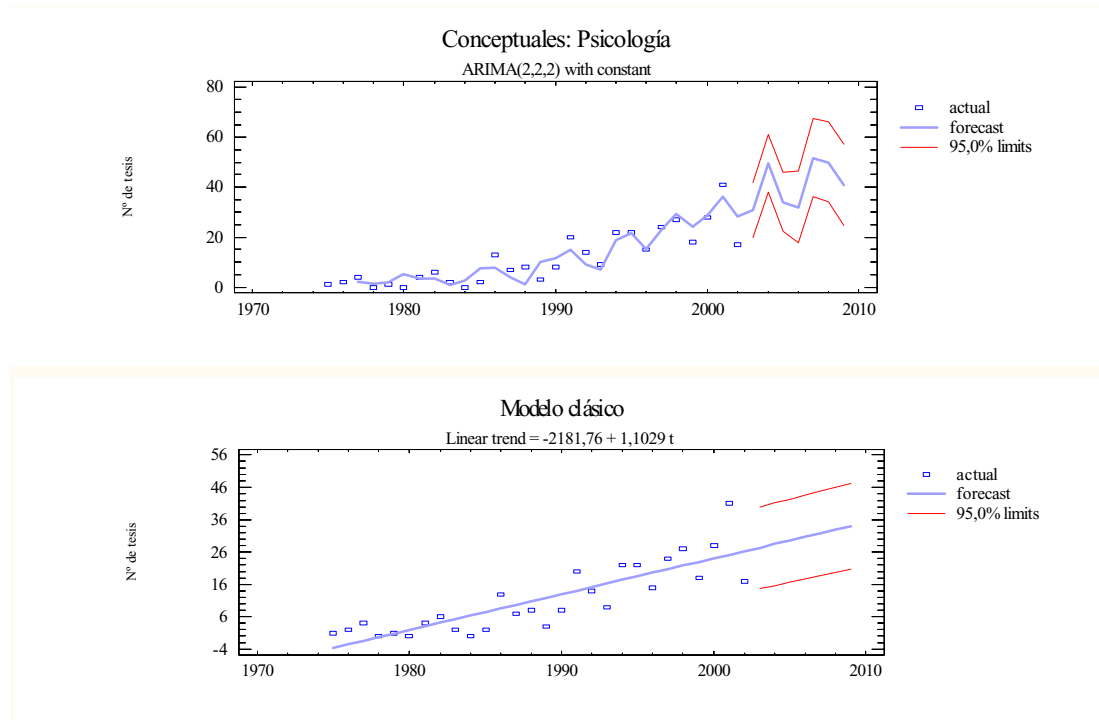 Conceptuales: Psicología
ARIMA(2,2,2) with constant
Nº de tesis
80
60
40
20
0
1970 1980 1990 2000 2010
actual
forecast
95,0% limits
Modelo clásico
Linear trend = -2181,76 + 1,1029 t
Nº de tesis
56
46
36
26
16
6
-4
1970 1980 1990 2000 2010
actual
forecast
95,0% limits